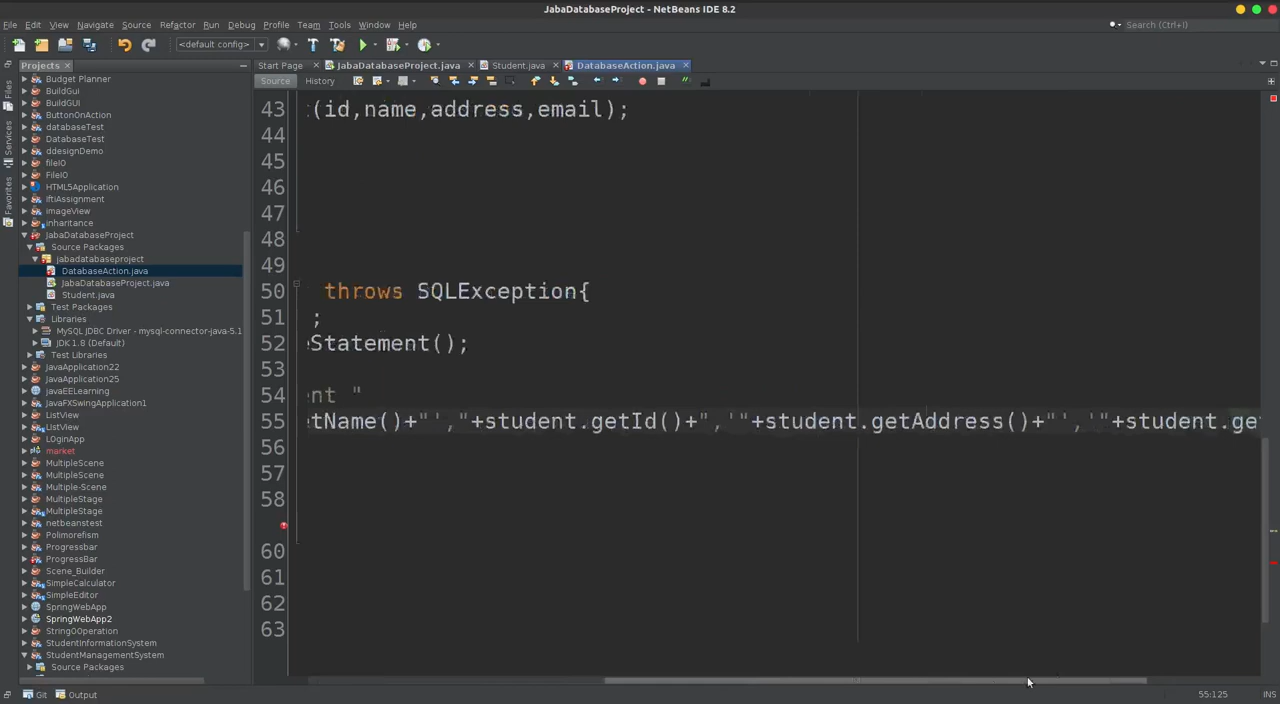 JabaDatabaseProject - NetBeans IDE 8.2
File Edit View Navigate Source Refactor Run Debug Profile Team Tools Window Help
Search (Ctrl+I)
<default config>
Projects
Start Page JabaDatabaseProject.java Student.java DatabaseAction.java
Source History
Files
Services
Favorites
Budget Planner
BuildGui
BuildGUI
ButtonOnAction
databaseTest
DatabaseTest
ddesignDemo
fileIO
FileIO
HTML5Application
iftiAssignment
imageView
inharitance
JabaDatabaseProject
Source Packages
jabadatabaseproject
DatabaseAction.java
JabaDatabaseProject.java
Student.java
Test Packages
Libraries
MySQL JDBC Driver - mysql-connector-java-5.1
JDK 1.8 (Default)
Test Libraries
JavaApplication22
JavaApplication25
javaEELearning
javaFXSwingApplication1
ListView
ListView
LOginApp
market
MultipleScene
MultipleScene
Multiple-Scene
MultipleStage
MultipleStage
netbeanstest
Polimorefism
Progressbar
ProgressBar
Scene_Builder
SimpleCalculator
SimpleEditor
SpringWebApp
SpringWebApp2
StringOOperation
StudentInformationSystem
StudentManagementSystem
Source Packages
43 (id,name,address,email);
44
45
46
47
48
49
50 throws SQLException{
51 ;
52 eStatement();
53
54 ent "
55 etName()+"',"+student.getId()+", '"+student.getAddress()+"', '"+student.ge
56
57
58
60
61
62
63
Git Output
55:125 INS